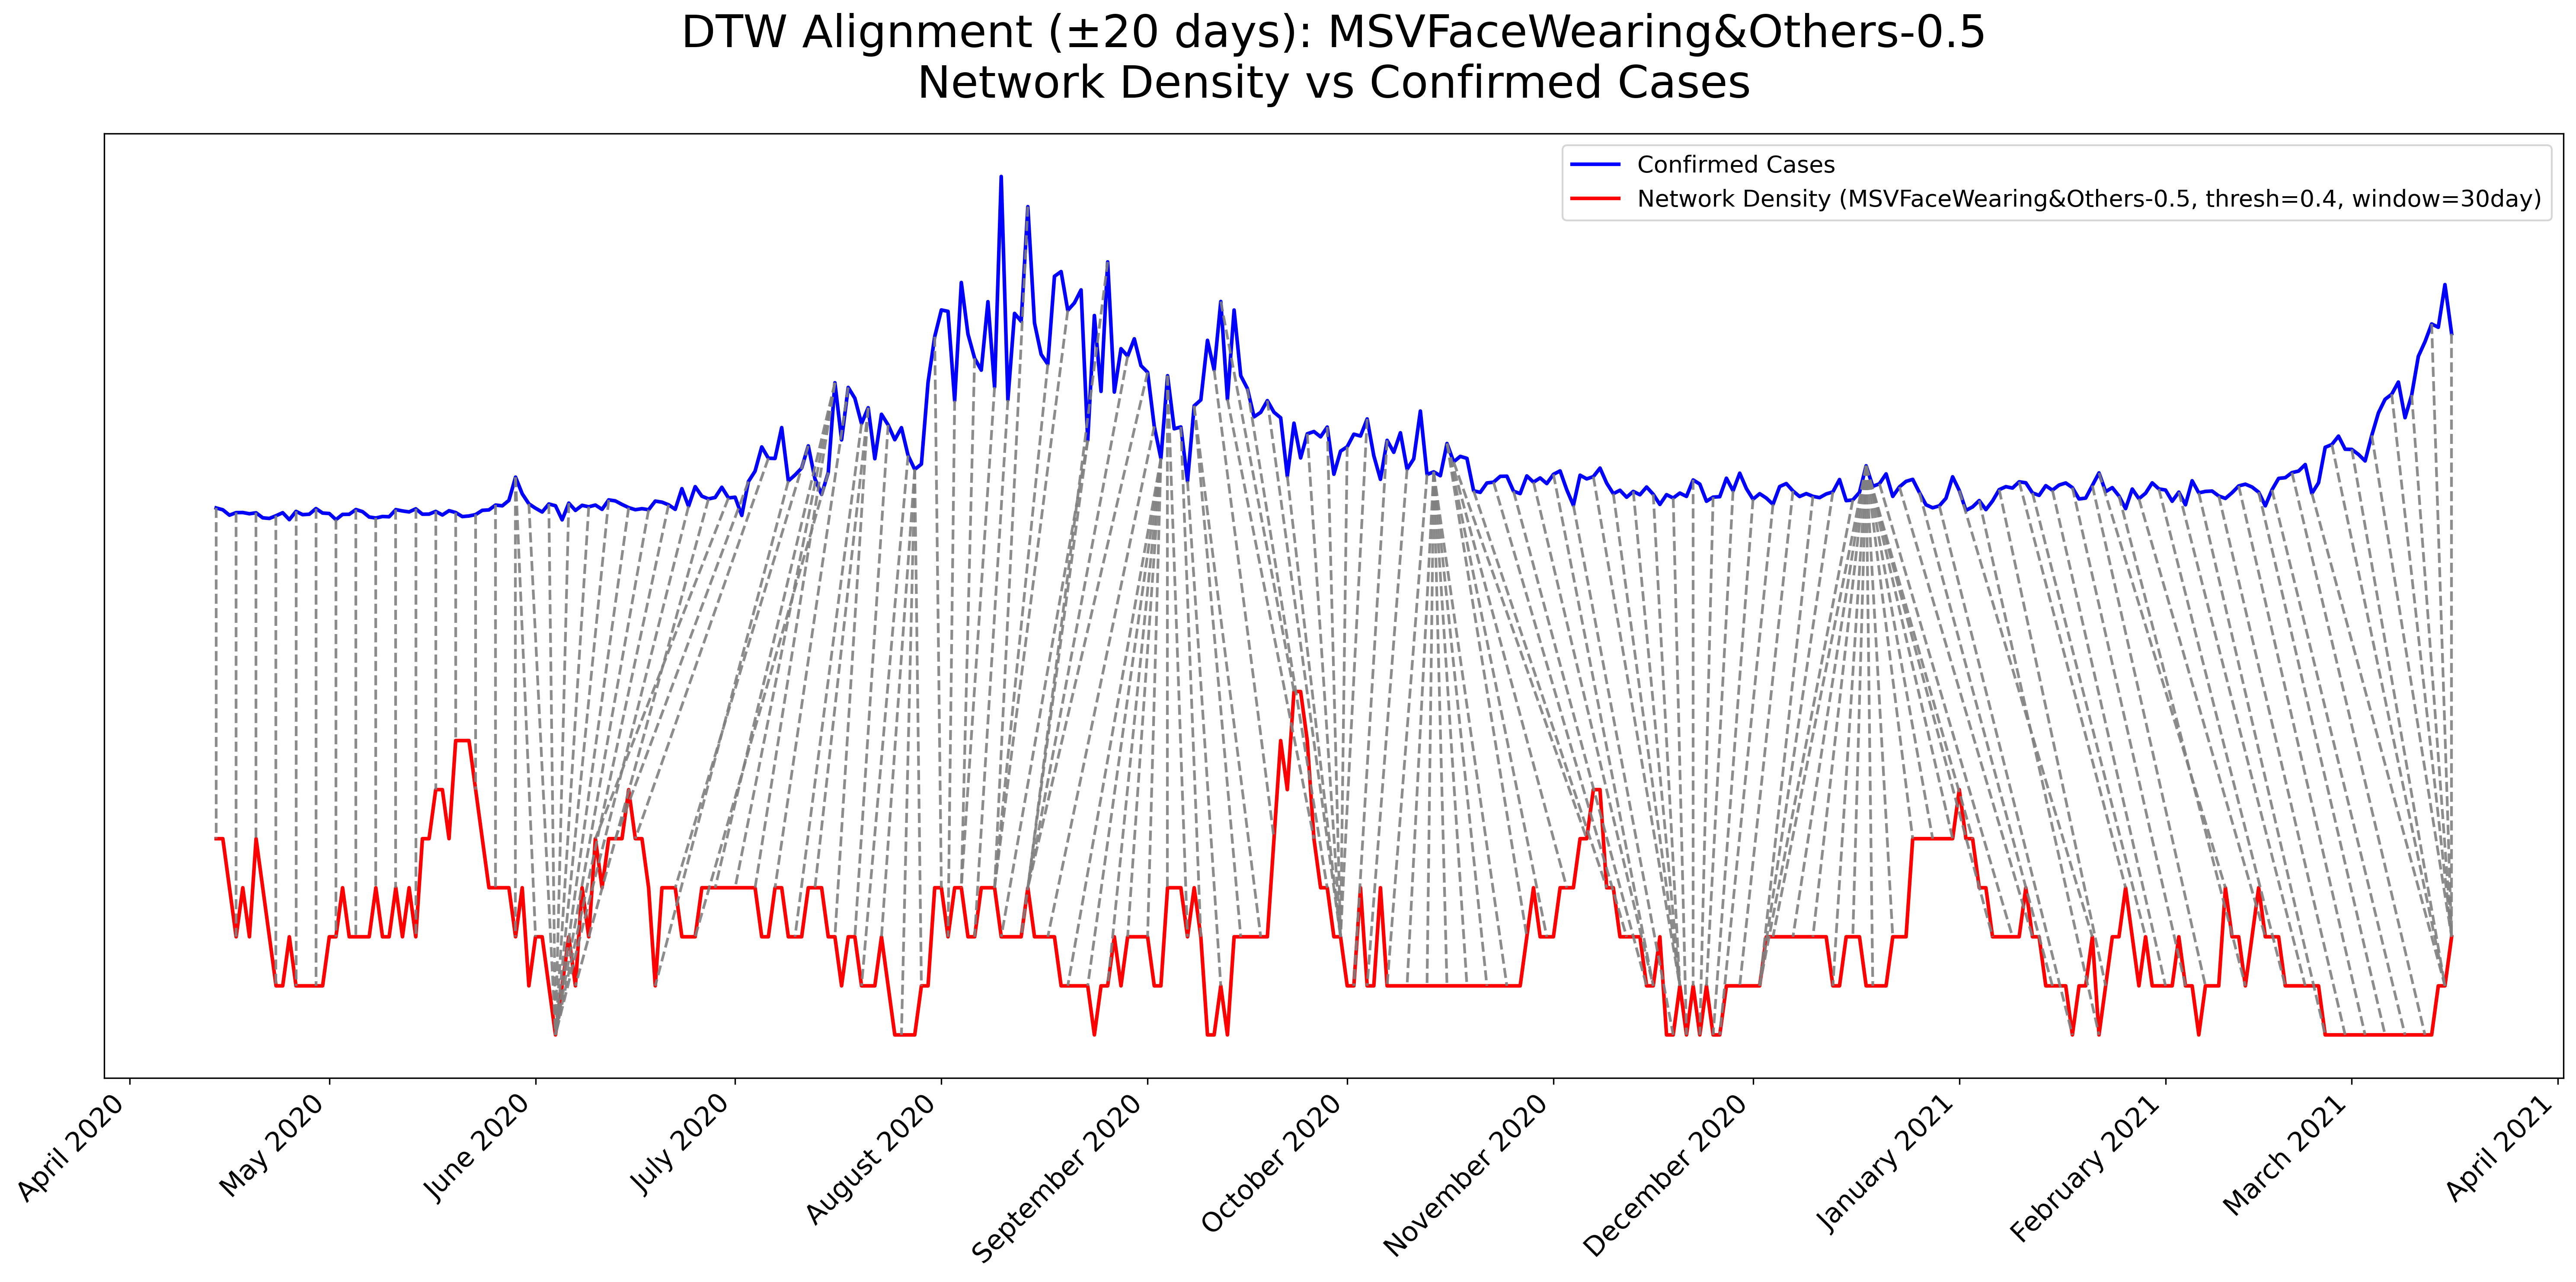 DTW Alignment (±20 days): MSVFaceWearing&Others-0.5
Network Density vs Confirmed Cases
Confirmed Cases
Network Density (MSVFaceWearing&Others-0.5, thresh=0.4, window=30day)
April 2020
May 2020
June 2020
July 2020
August 2020
September 2020
October 2020
November 2020
December 2020
January 2021
February 2021
March 2021
April 2021